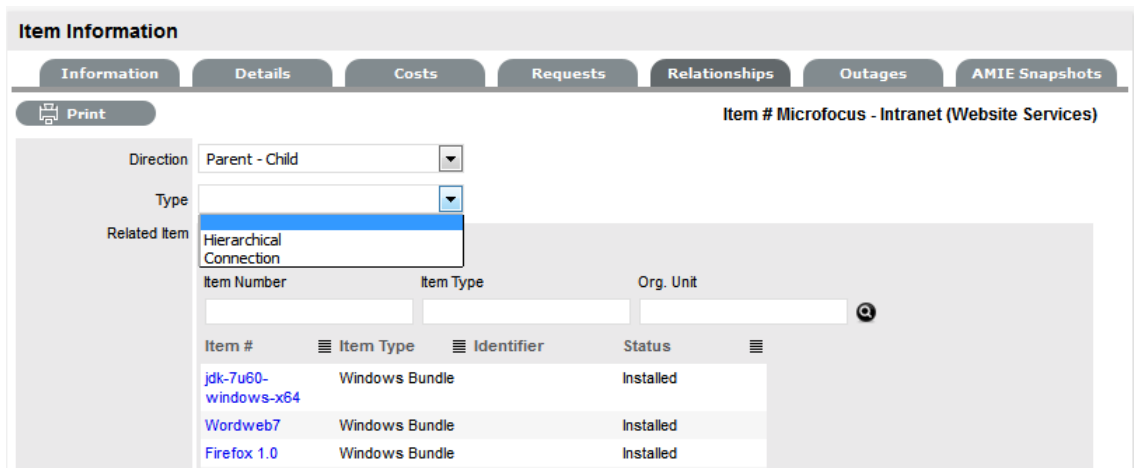 Item Information
Information Details Costs Requests Relationships Outages AMIE Snapshots
Print Item # Microfocus - Intranet (Website Services)
Direction Parent - Child
Type
Related Item Hierarchical
Connection
Item Number Item Type Org. Unit
Item # Item Type Identifier Status
jdk-7u60- Windows Bundle Installed
windows-x64
Wordweb7 Windows Bundle Installed
Firefox 1.0 Windows Bundle Installed